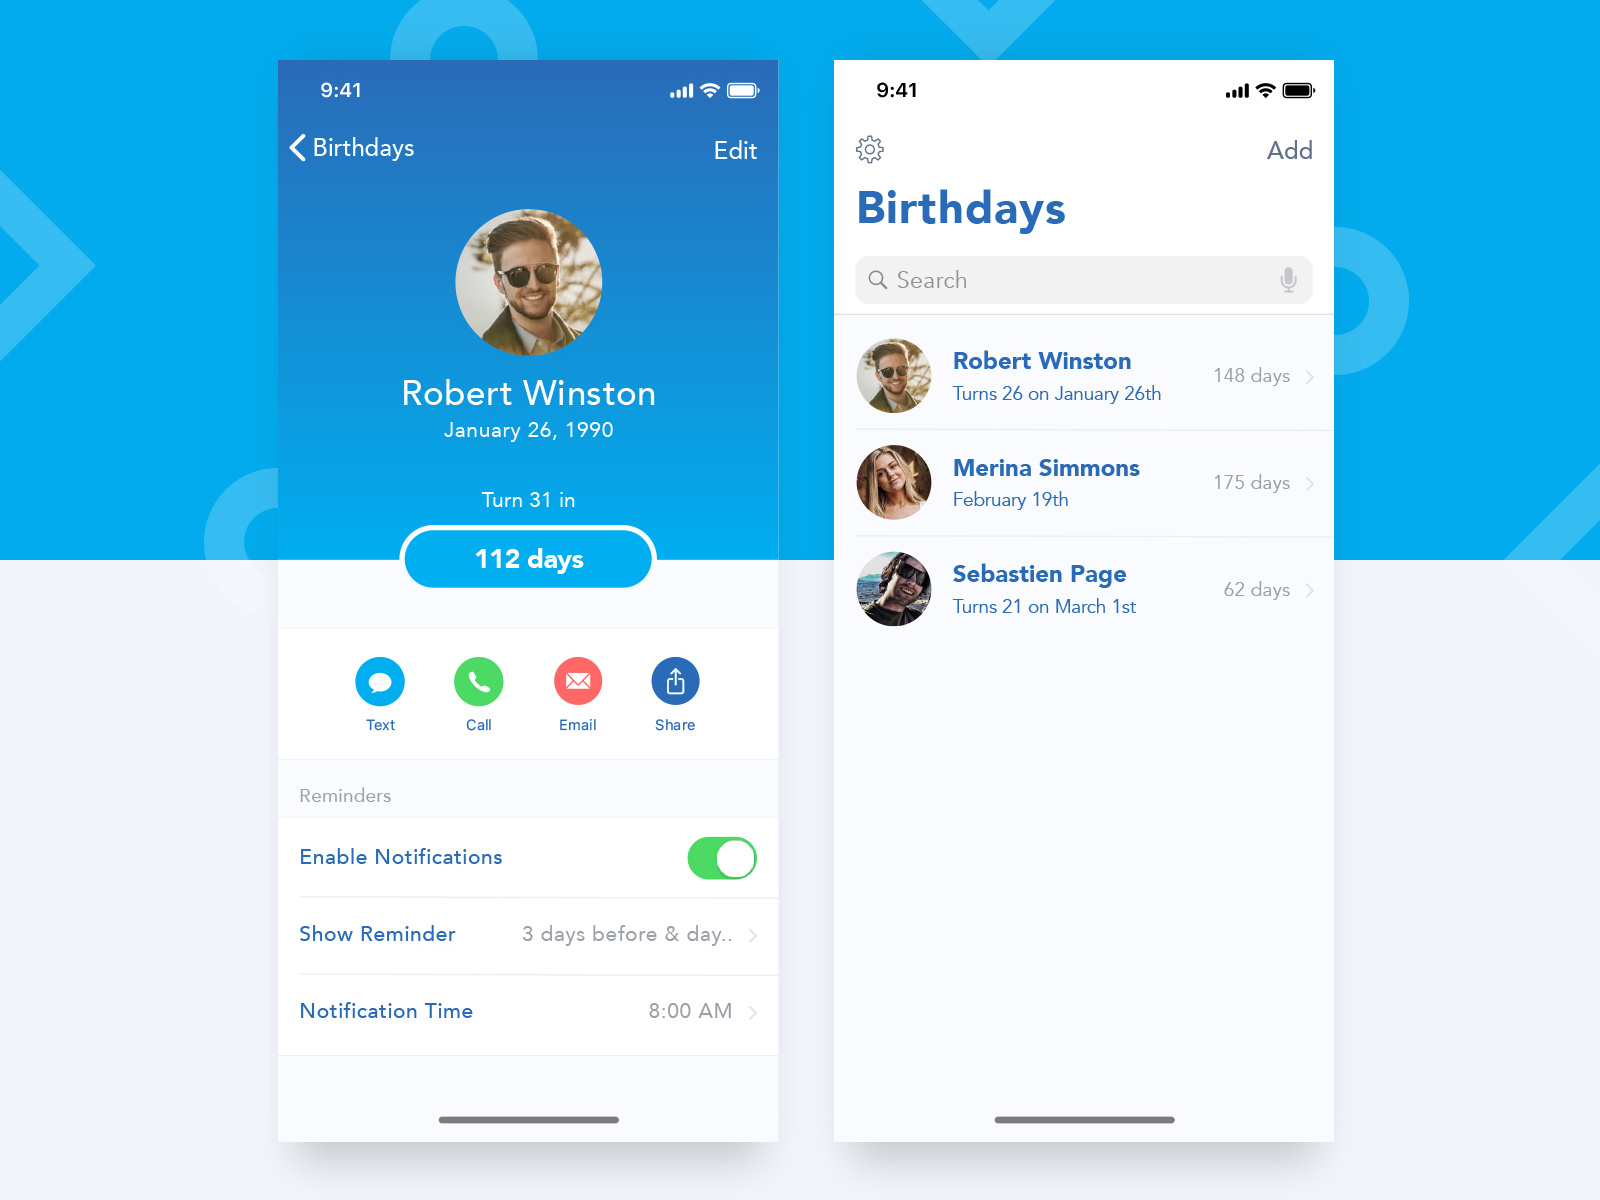 9:41
Birthdays
Edit
Robert Winston
January 26, 1990
Turn 31 in
112 days
Text
Call
Email
Share
Reminders
Enable Notifications
Show Reminder 3 days before & day..
Notification Time 8:00 AM
9:41
Add
Birthdays
Search
Robert Winston
Turns 26 on January 26th
148 days
Merina Simmons
February 19th
175 days
Sebastien Page
Turns 21 on March 1st
62 days